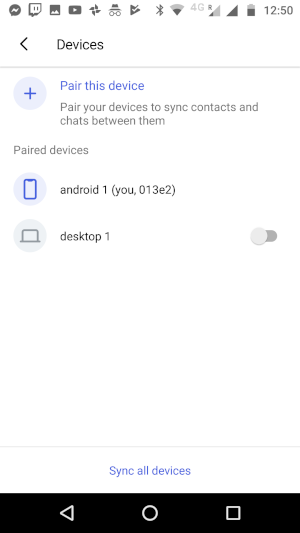 4G R 12:50
Devices
Pair this device
Pair your devices to sync contacts and
chats between them
Paired devices
android 1 (you, 013e2)
desktop 1
Sync all devices